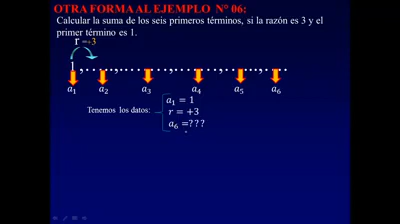 OTRA FORMA AL EJEMPLO N° 06:
Calcular la suma de los seis primeros términos, si la razón es 3 y el
primer término es 1.
r =+3
1,......,..........,..........,........,.......,......
a₁ a₂ a₃ a₄ a₅ a₆
Tenemos los datos:
a₁ = 1
r = +3
a₆ =???